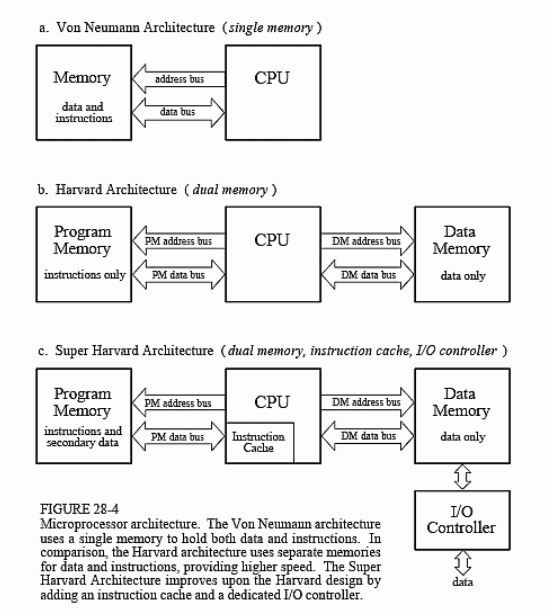 a. Von Neumann Architecture (single memory)
Memory
data and
instructions
address bus
data bus
CPU
b. Harvard Architecture (dual memory)
Program
Memory
instructions only
PM address bus
PM data bus
CPU
DM address bus
DM data bus
Data
Memory
data only
c. Super Harvard Architecture (dual memory, instruction cache, I/O controller)
Program
Memory
instructions and
secondary data
PM address bus
PM data bus
CPU
Instruction
Cache
DM address bus
DM data bus
Data
Memory
data only
I/O
Controller
data
FIGURE 28-4
Microprocessor architecture. The Von Neumann architecture
uses a single memory to hold both data and instructions. In
comparison, the Harvard architecture uses separate memories
for data and instructions, providing higher speed. The Super
Harvard Architecture improves upon the Harvard design by
adding an instruction cache and a dedicated I/O controller.